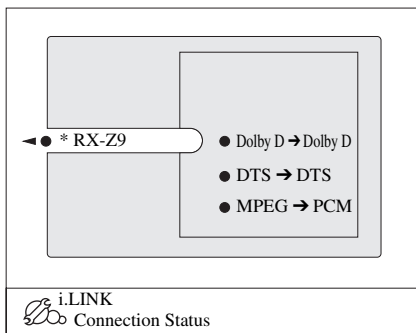 * RX-Z9
Dolby D ➔ Dolby D
DTS ➔ DTS
MPEG ➔ PCM
i.LINK
Connection Status